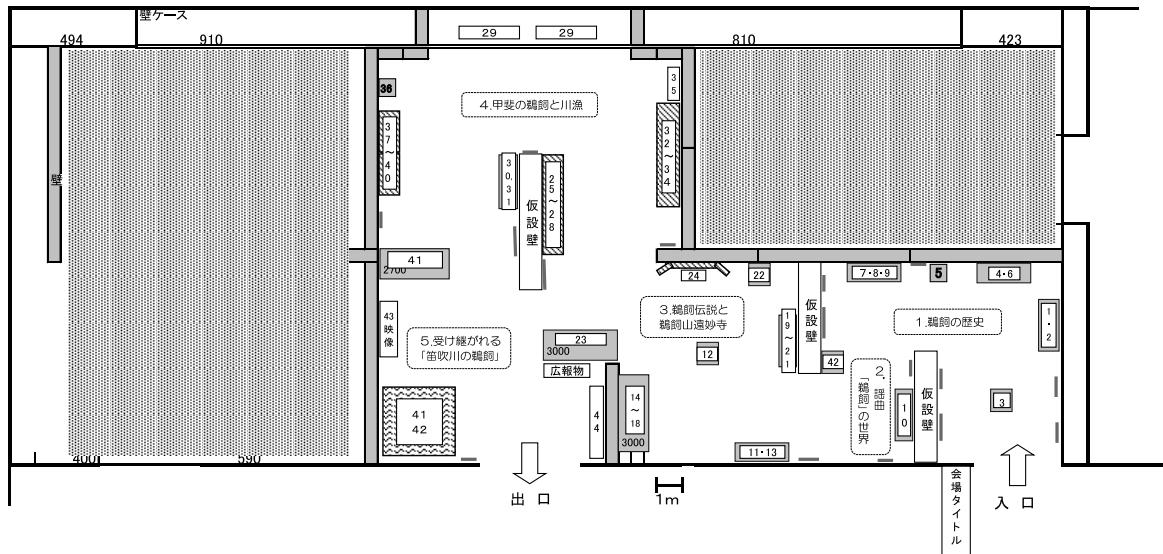 壁ケース
494
910
29
29
810
423
壁
36
37〜40
4.甲斐の鵜飼と川漁
35
32〜34
30,31
仮設壁
25〜28
41
2700
24
22
仮設壁
7・8・9
5
4・6
43映像
5.受け継がれる
「笛吹川の鵜飼」
3.鵜飼伝説と
鵜飼山遠妙寺
19〜21
1.鵜飼の歴史
1・2
23
3000
12
42
広報物
2.謡曲
「鵜飼」の世界
10
仮設壁
3
41
42
44
14
〜
18
3000
11・13
400
590
出 口
1m
会場タイトル
入 口